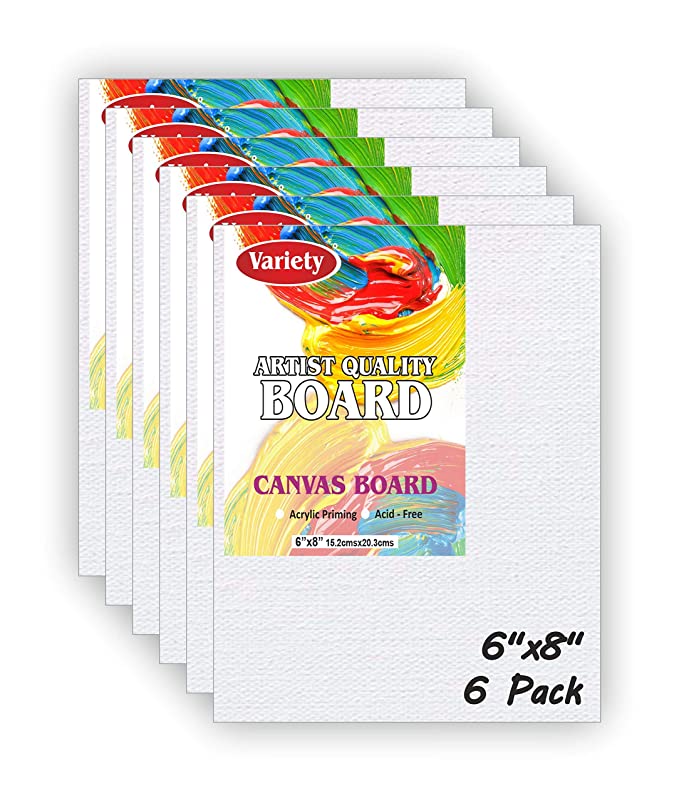 Variety
ARTIST QUALITY
BOARD
CANVAS BOARD
Acrylic Priming Acid - Free
6"x8" 15.2cmsx20.3cms
6"x8"
6 Pack